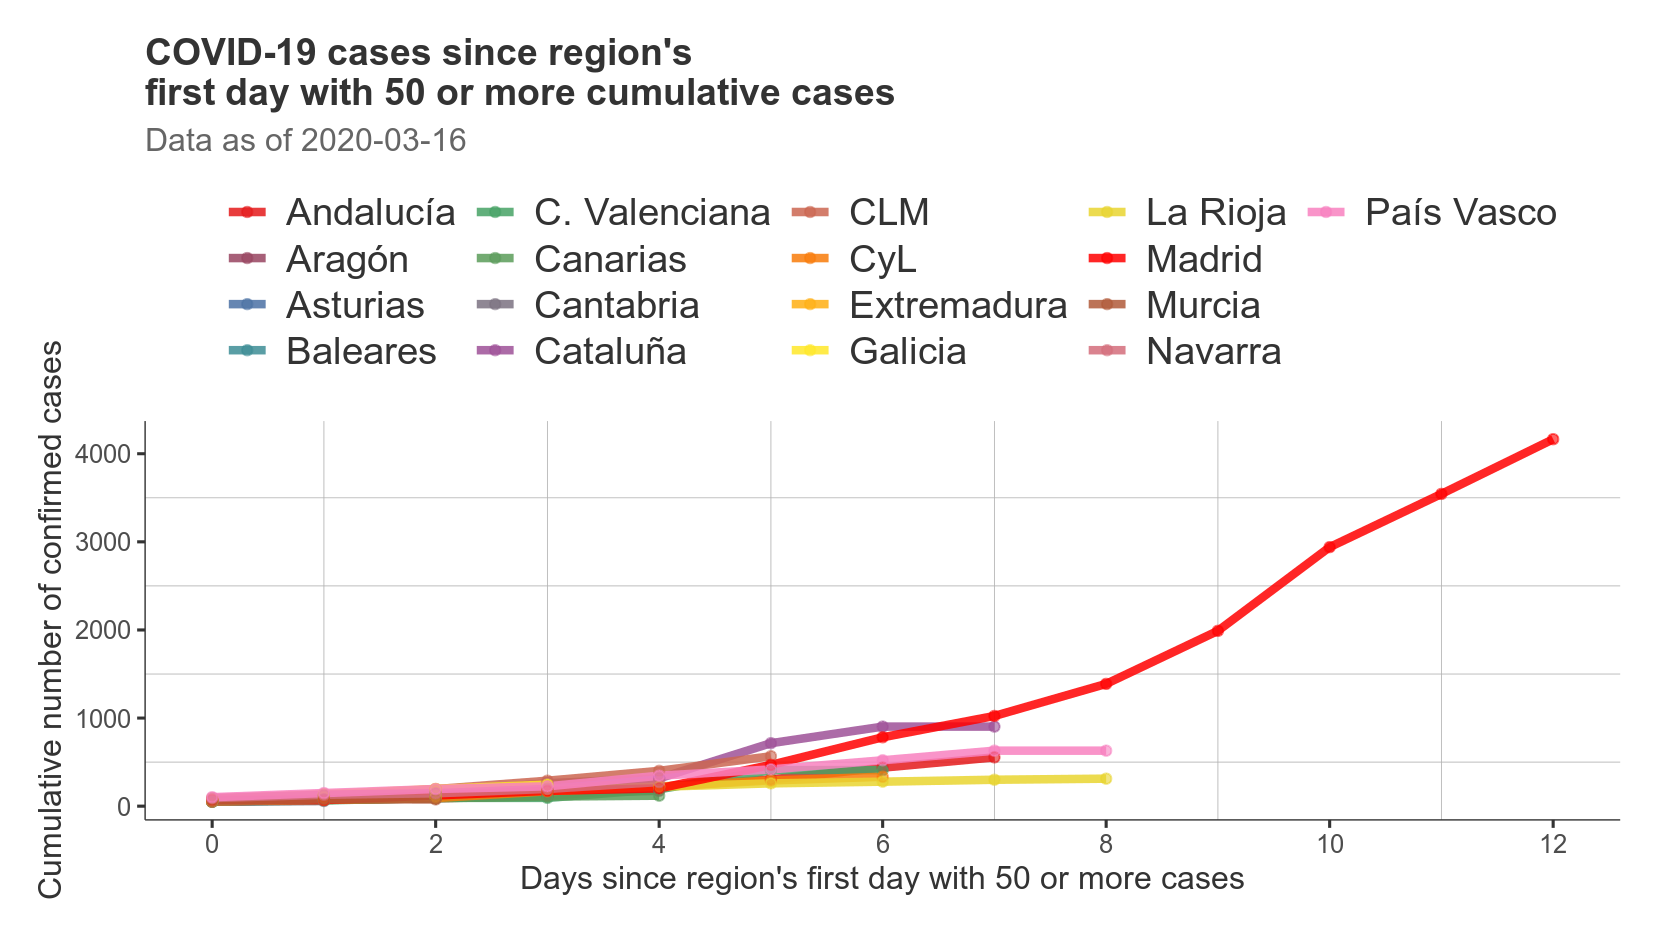 COVID-19 cases since region's
first day with 50 or more cumulative cases
Data as of 2020-03-16
Andalucía C. Valenciana CLM La Rioja País Vasco
Aragón Canarias CyL Madrid
Asturias Cantabria Extremadura Murcia
Baleares Cataluña Galicia Navarra
Cumulative number of confirmed cases
4000
3000
2000
1000
0
0 2 4 6 8 10 12
Days since region's first day with 50 or more cases